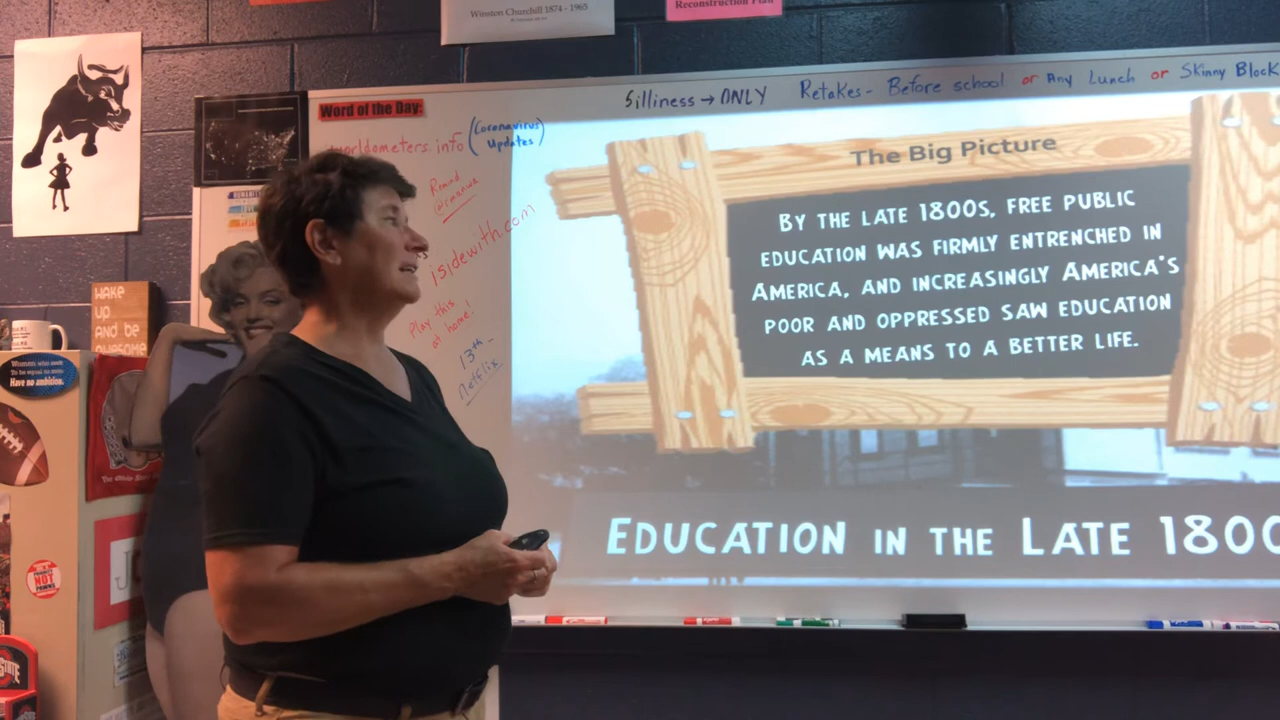 Winston Churchill 1874 - 1965
Reconstruction Plan
Word of the Day:
Silliness → ONLY
Retakes- Before school or Any Lunch or Skinny Block
worldometers.info (Coronavirus Updates)
Remind
@rmanwa
isidewith.com
Play this
at home!
13th -
Netflix
The Big Picture
By the late 1800s, free public
education was firmly entrenched in
America, and increasingly America's
poor and oppressed saw education
as a means to a better life.
Education in the Late 180
WAKE
UP
AND be
AWESOME
Women who seek
To be equal to men
Have no ambition.
NOT
STATE